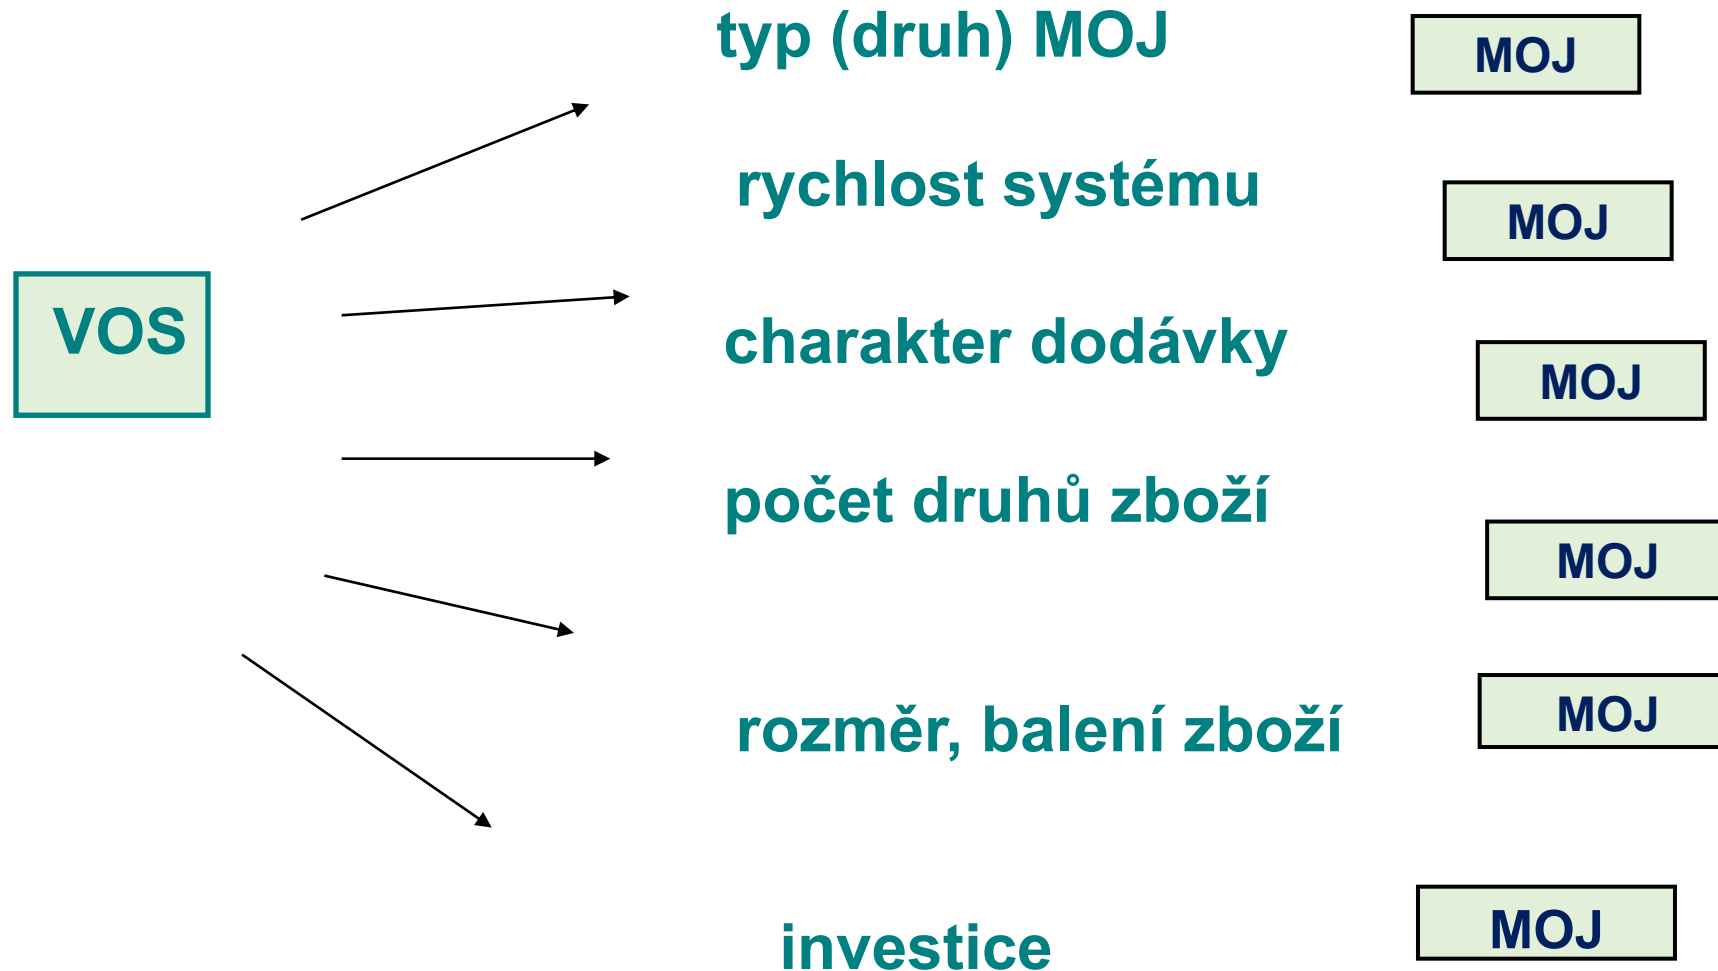 typ (druh) MOJ
MOJ
rychlost systému
MOJ
VOS
charakter dodávky
MOJ
počet druhů zboží
MOJ
rozměr, balení zboží
MOJ
investice
MOJ